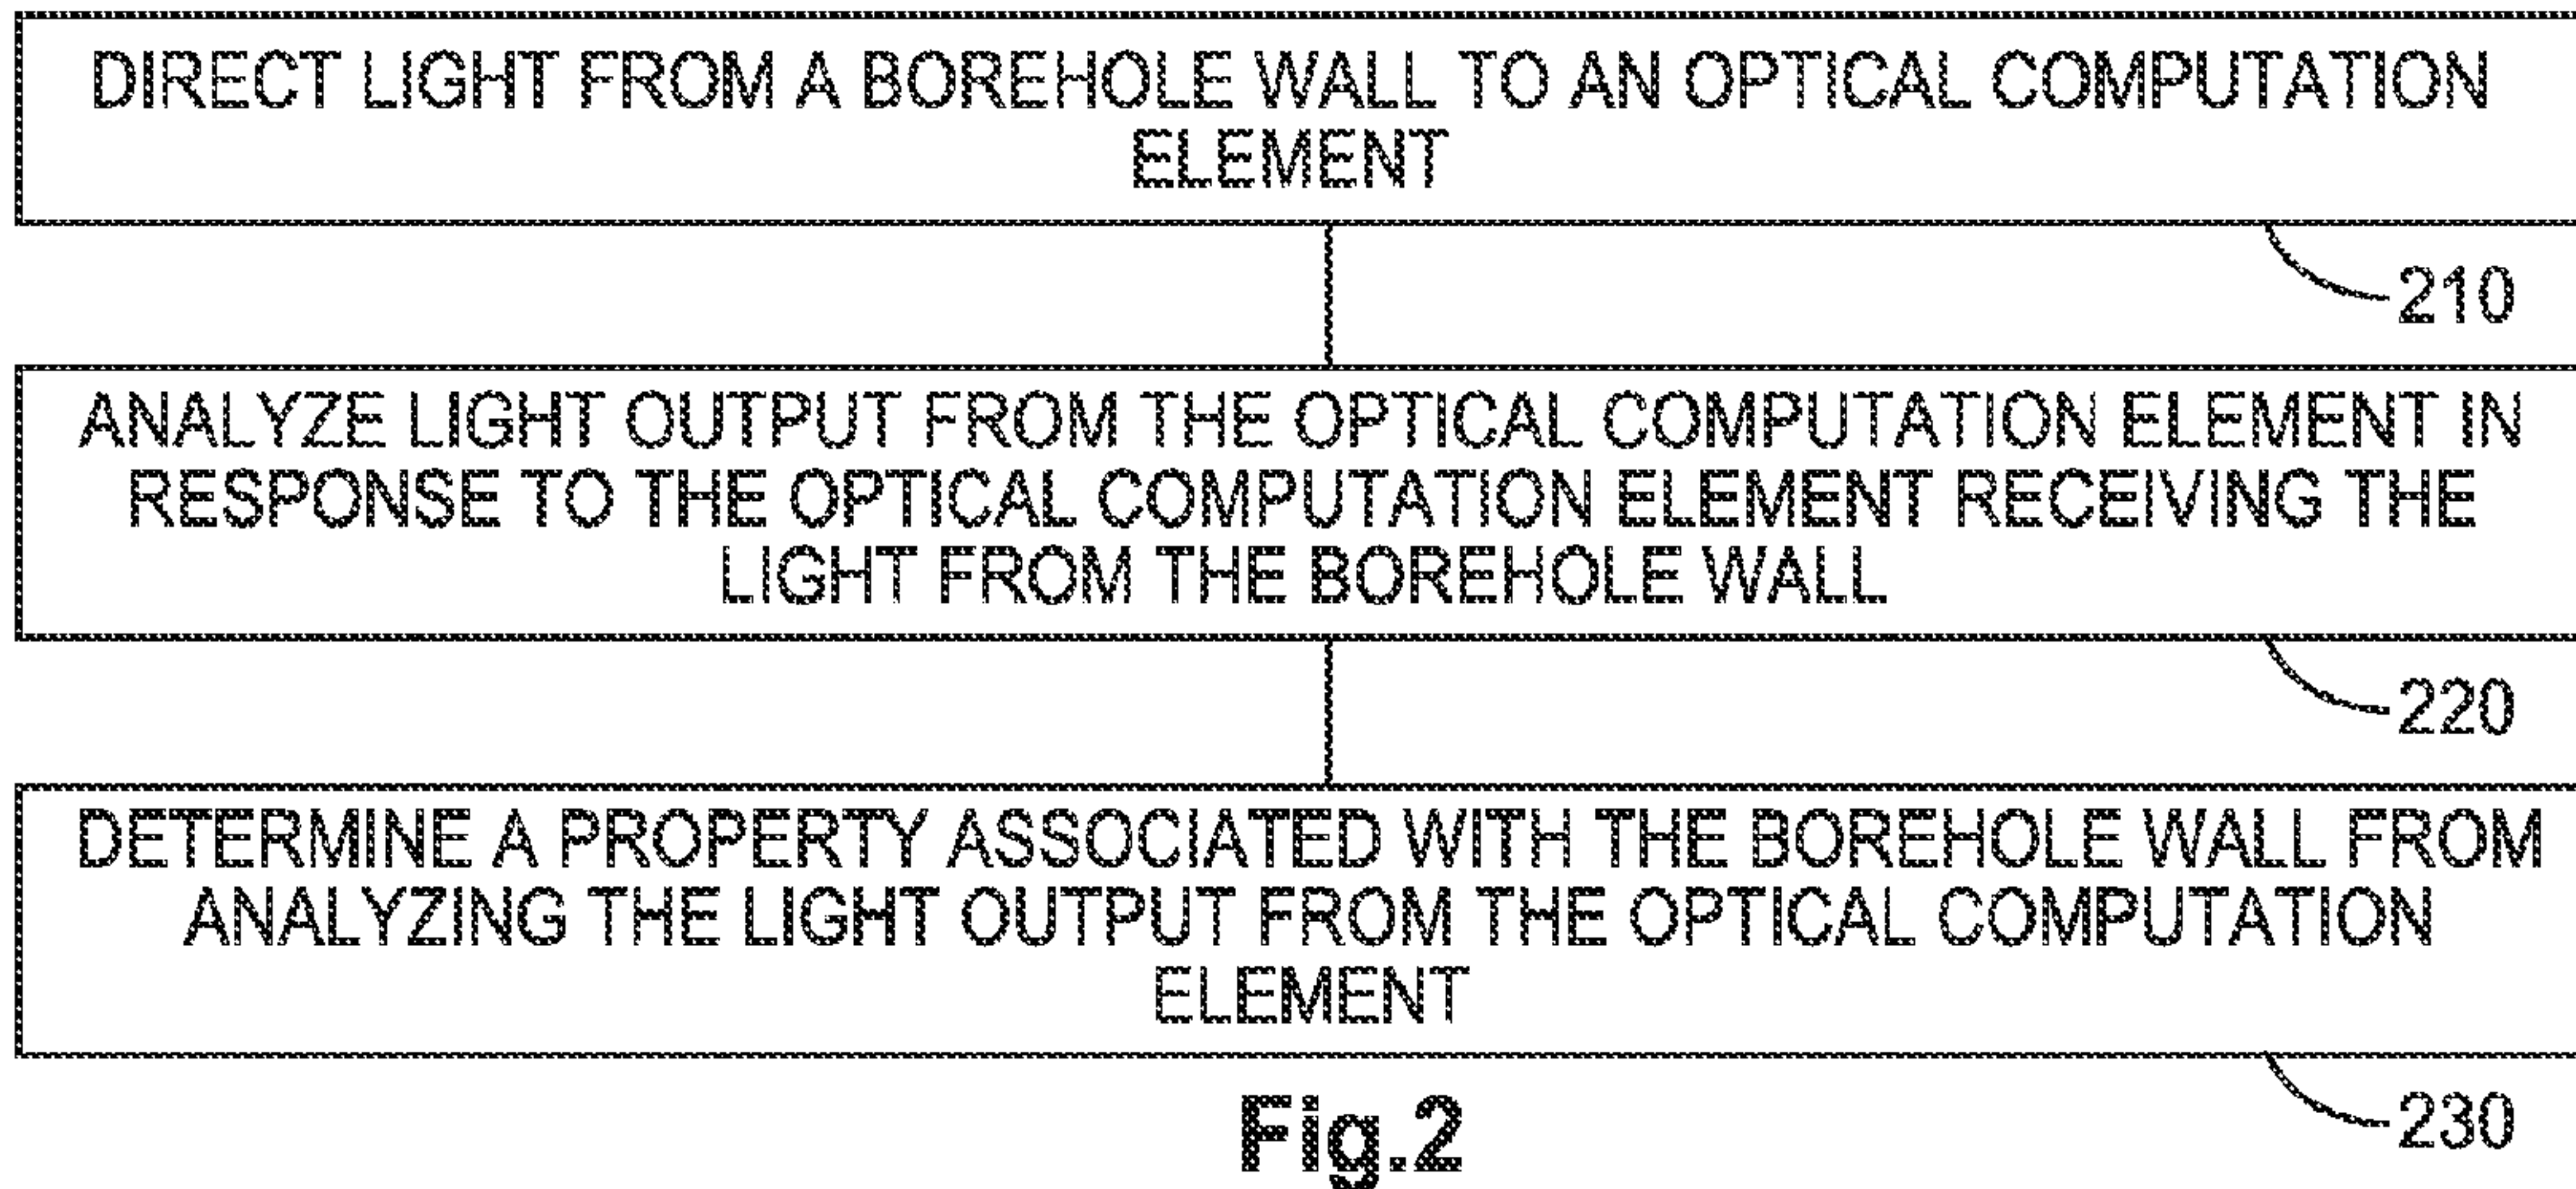 DIRECT LIGHT FROM A BOREHOLE WALL TO AN OPTICAL COMPUTATION
ELEMENT
210
ANALYZE LIGHT OUTPUT FROM THE OPTICAL COMPUTATION ELEMENT IN
RESPONSE TO THE OPTICAL COMPUTATION ELEMENT RECEIVING THE
LIGHT FROM THE BOREHOLE WALL
220
DETERMINE A PROPERTY ASSOCIATED WITH THE BOREHOLE WALL FROM
ANALYZING THE LIGHT OUTPUT FROM THE OPTICAL COMPUTATION
ELEMENT
230
Fig.2